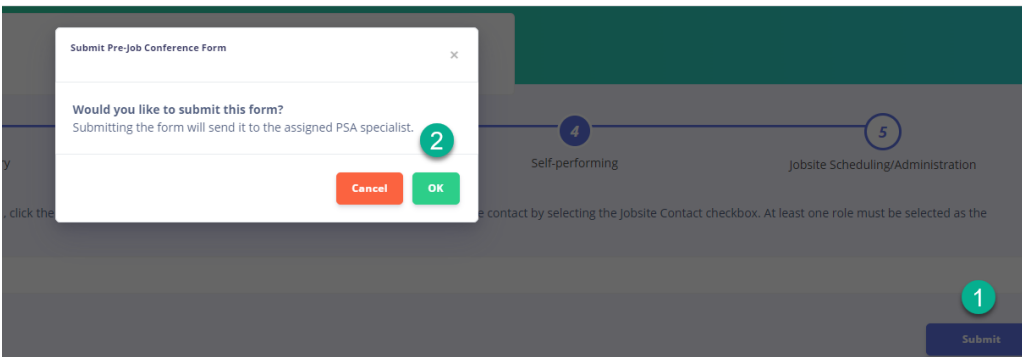 Submit Pre-Job Conference Form
×
Would you like to submit this form?
Submitting the form will send it to the assigned PSA specialist.
2
Cancel OK
4 5
ry Self-performing Jobsite Scheduling/Administration
, click the e contact by selecting the Jobsite Contact checkbox. At least one role must be selected as the
1
Submit